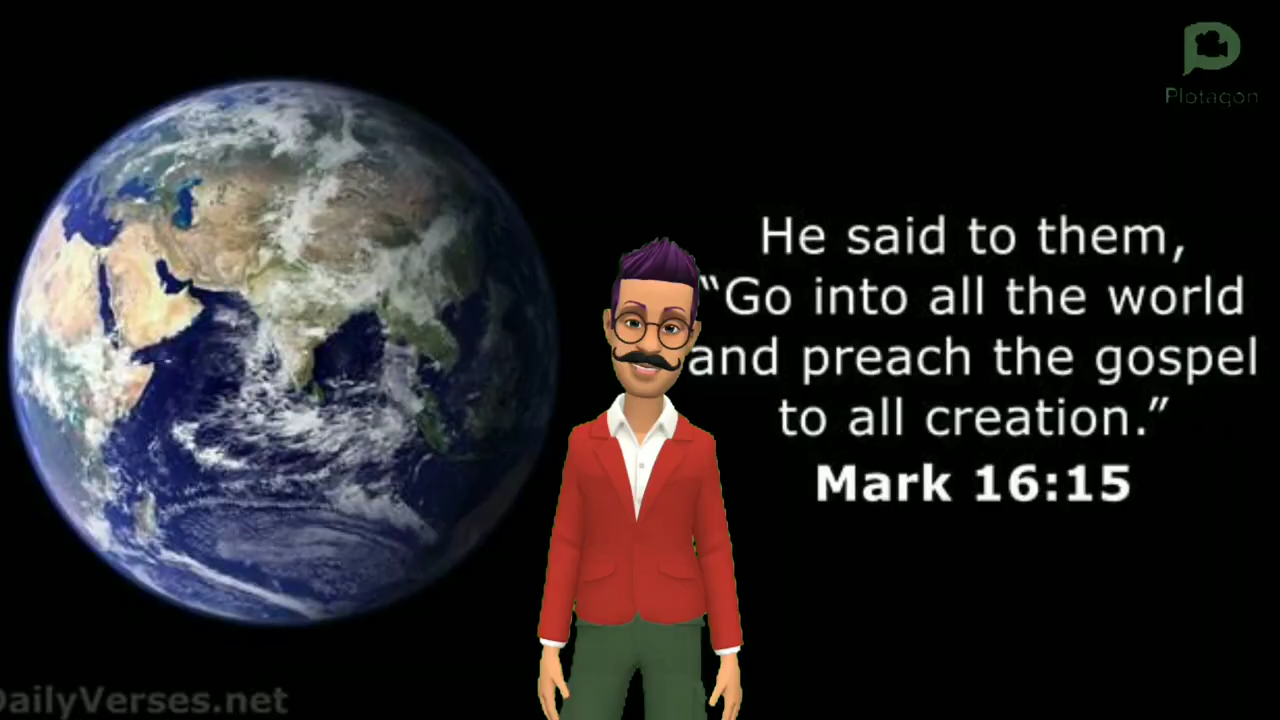 Plotagon
He said to them,
“Go into all the world
and preach the gospel
to all creation.”
Mark 16:15
DailyVerses.net